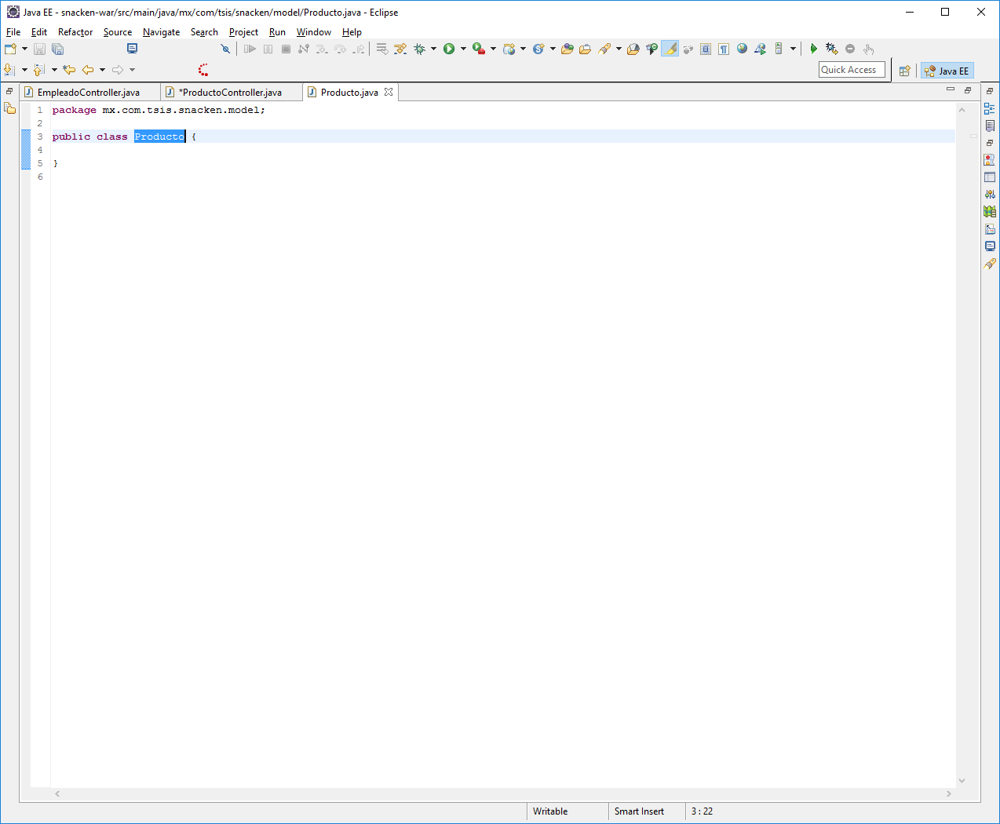 Java EE - snacken-war/src/main/java/mx/com/tsis/snacken/model/Producto.java - Eclipse
File Edit Refactor Source Navigate Search Project Run Window Help
Quick Access Java EE
EmpleadoController.java *ProductoController.java Producto.java
1 package mx.com.tsis.snacken.model;
2
3 public class Producto {
4
5 }
6
Writable Smart Insert 3 : 22